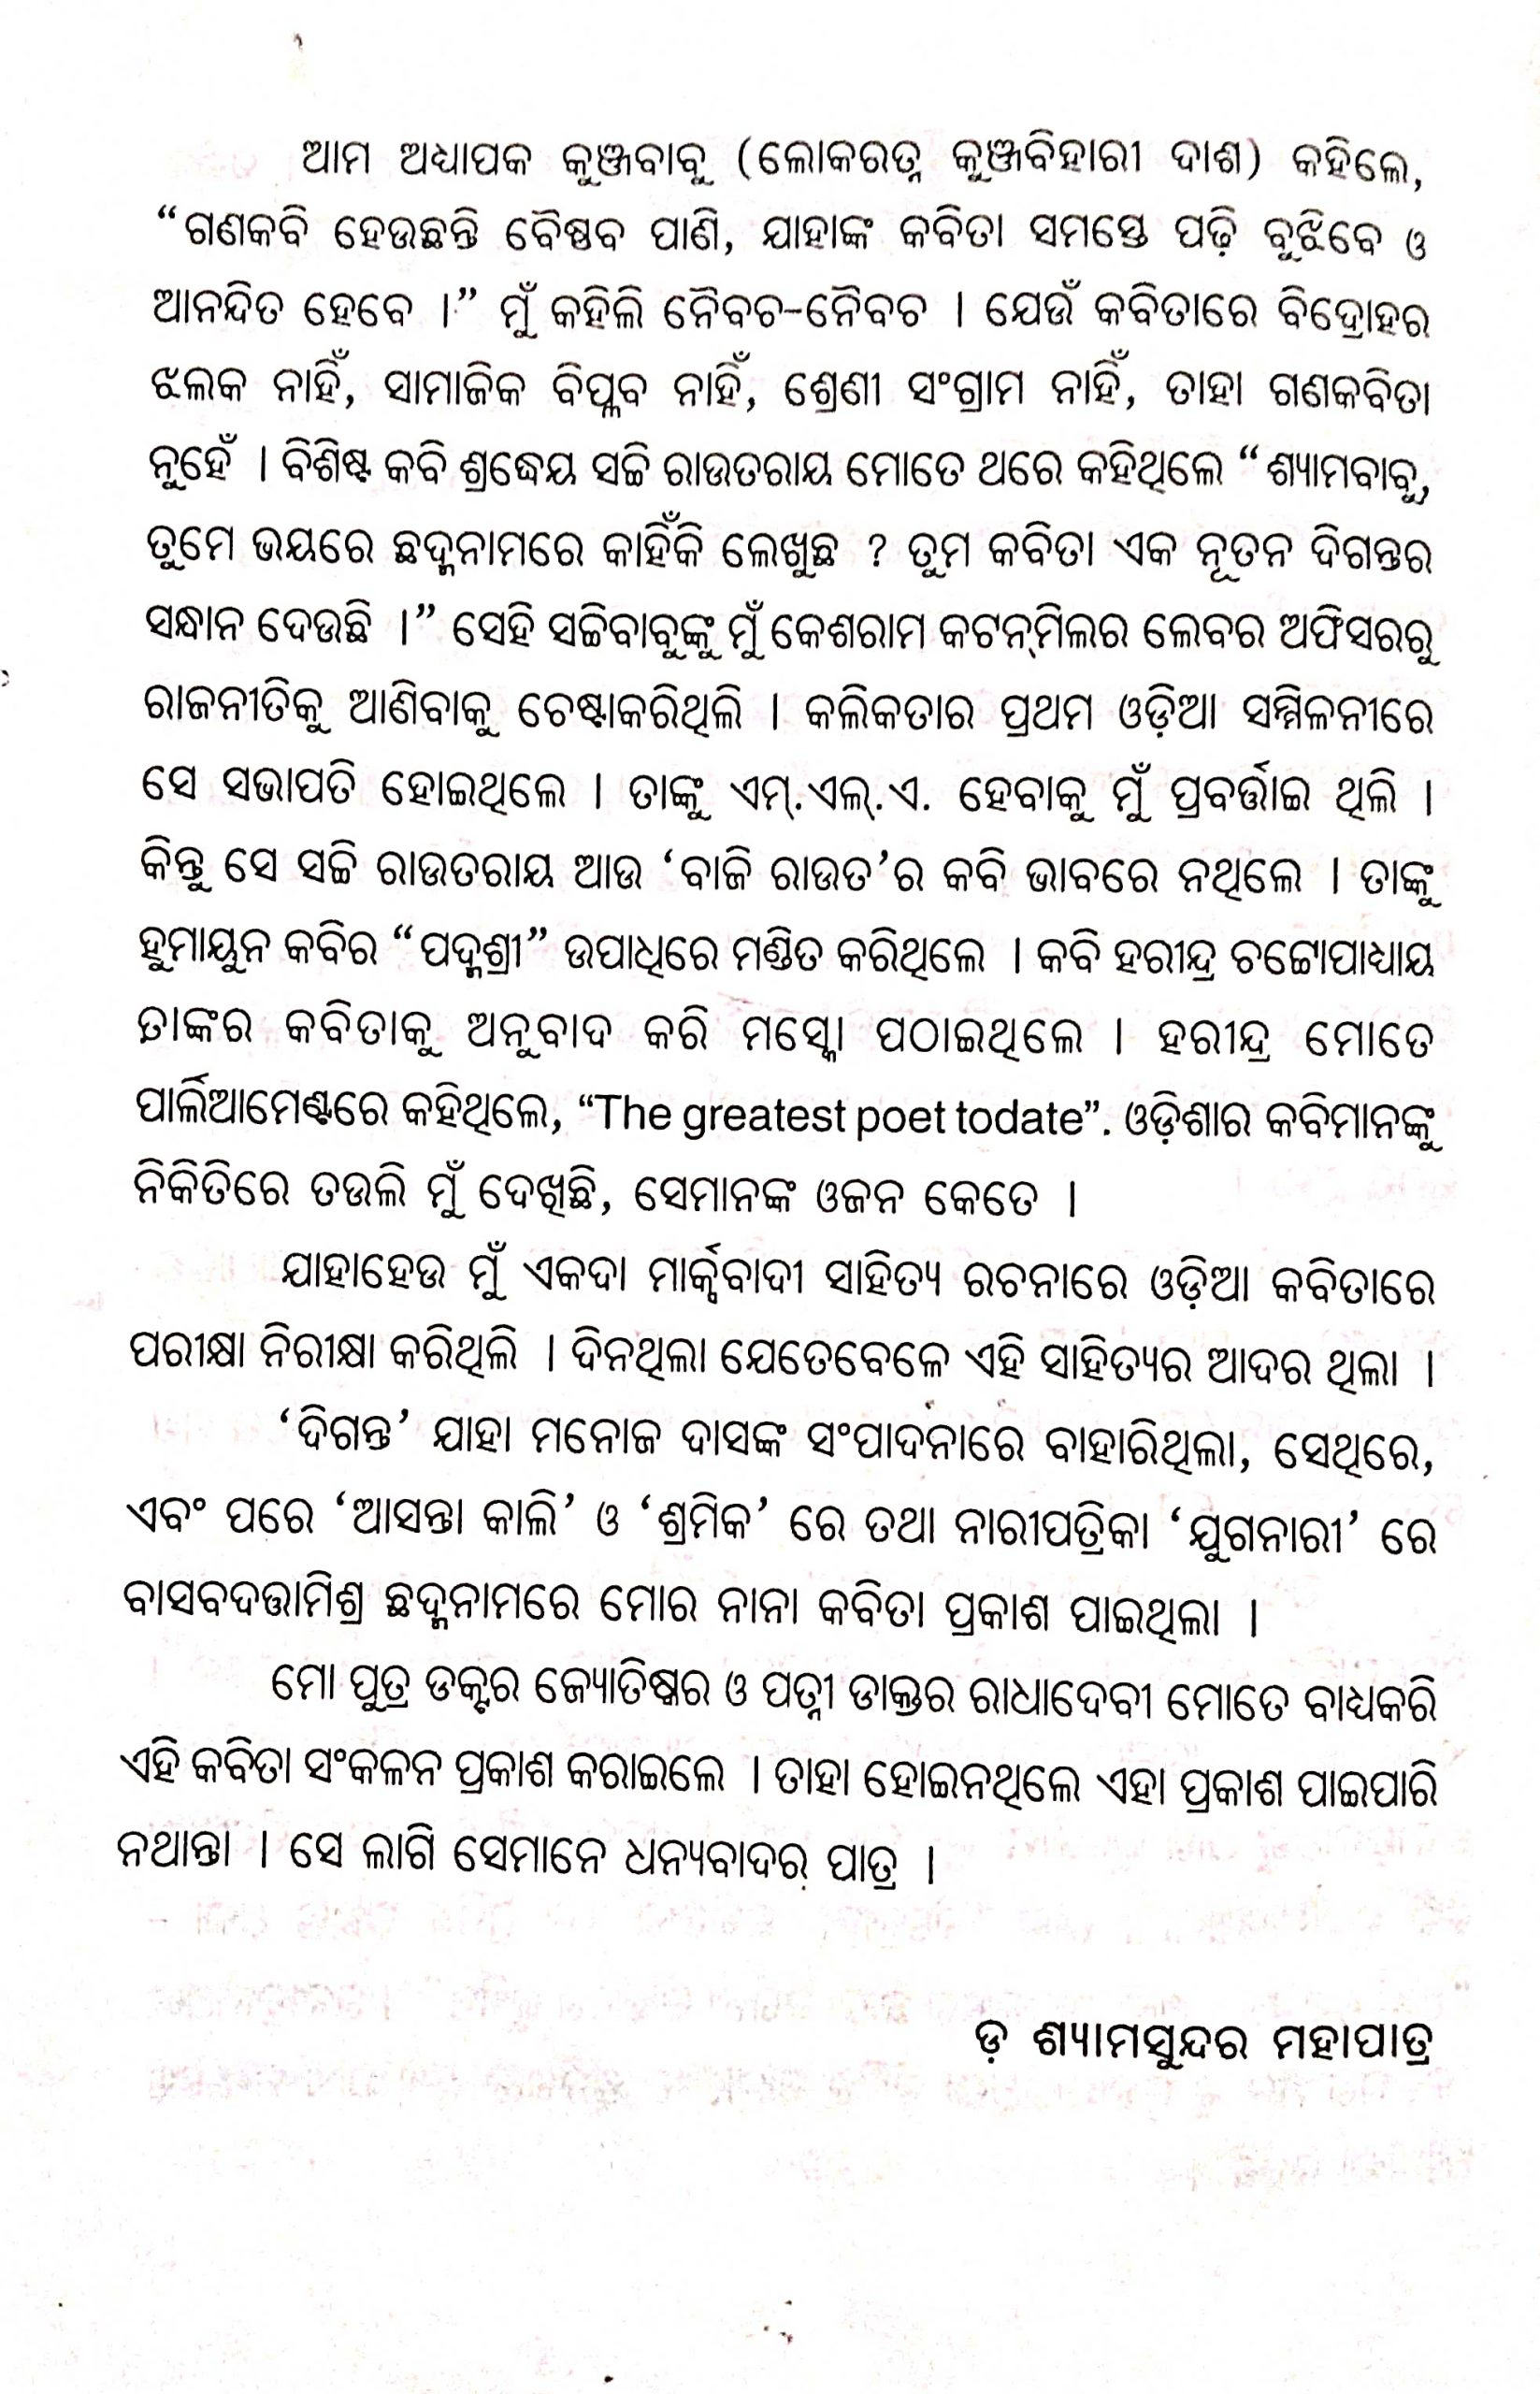 ଆମ ଅଧ୍ୟାପକ କୁଞ୍ଜବାବୁ (ଲୋକରତ୍ନ କୁଞ୍ଜବିହାରୀ ଦାଶ) କହିଲେ,
“ଗଣକବି ହେଉଛନ୍ତି ବୈଷ୍ଣବ ପାଣି, ଯାହାଙ୍କ କବିତା ସମସ୍ତେ ପଢ଼ି ବୁଝିବେ ଓ
ଆନନ୍ଦିତ ହେବେ ।” ମୁଁ କହିଲି ନୈବଚ-ନୈବଚ । ଯେଉଁ କବିତାରେ ବିଦ୍ରୋହର
ଝଲକ ନାହିଁ, ସାମାଜିକ ବିପ୍ଳବ ନାହିଁ, ଶ୍ରେଣୀ ସଂଗ୍ରାମ ନାହିଁ, ତାହା ଗଣକବିତା
ନୁହେଁ । ବିଶିଷ୍ଟ କବି ଶ୍ରଦ୍ଧେୟ ସଚ୍ଚି ରାଉତରାୟ ମୋତେ ଥରେ କହିଥିଲେ “ଶ୍ୟାମବାବୁ,
ତୁମେ ଭୟରେ ଛଦ୍ମନାମରେ କାହିଁକି ଲେଖୁଛ ? ତୁମ କବିତା ଏକ ନୂତନ ଦିଗନ୍ତର
ସନ୍ଧାନ ଦେଉଛି ।” ସେହି ସଚ୍ଚିବାବୁଙ୍କୁ ମୁଁ କେଶରାମ କଟନ୍‌ମିଲର ଲେବର ଅଫିସରରୁ
ରାଜନୀତିକୁ ଆଣିବାକୁ ଚେଷ୍ଟାକରିଥିଲି । କଲିକତାର ପ୍ରଥମ ଓଡ଼ିଆ ସମ୍ମିଳନୀରେ
ସେ ସଭାପତି ହୋଇଥିଲେ । ତାଙ୍କୁ ଏମ୍.ଏଲ୍.ଏ. ହେବାକୁ ମୁଁ ପ୍ରବର୍ତ୍ତାଇ ଥିଲି ।
କିନ୍ତୁ ସେ ସଚ୍ଚି ରାଉତରାୟ ଆଉ ‘ବାଜି ରାଉତ’ର କବି ଭାବରେ ନଥିଲେ । ତାଙ୍କୁ
ହୁମାୟୁନ କବିର “ପଦ୍ମଶ୍ରୀ” ଉପାଧିରେ ମଣ୍ଡିତ କରିଥିଲେ । କବି ହରୀନ୍ଦ୍ର ଚଟ୍ଟୋପାଧ୍ୟାୟ
ତାଙ୍କର କବିତାକୁ ଅନୁବାଦ କରି ମସ୍କୋ ପଠାଇଥିଲେ । ହରୀନ୍ଦ୍ର ମୋତେ
ପାର୍ଲିଆମେଣ୍ଟରେ କହିଥିଲେ, “The greatest poet todate”. ଓଡ଼ିଶାର କବିମାନଙ୍କୁ
ନିକିତିରେ ତଉଲି ମୁଁ ଦେଖିଛି, ସେମାନଙ୍କ ଓଜନ କେତେ ।
ଯାହାହେଉ ମୁଁ ଏକଦା ମାର୍କ୍ସବାଦୀ ସାହିତ୍ୟ ରଚନାରେ ଓଡ଼ିଆ କବିତାରେ
ପରୀକ୍ଷା ନିରୀକ୍ଷା କରିଥିଲି । ଦିନଥିଲା ଯେତେବେଳେ ଏହି ସାହିତ୍ୟର ଆଦର ଥିଲା ।
‘ଦିଗନ୍ତ’ ଯାହା ମନୋଜ ଦାସଙ୍କ ସଂପାଦନାରେ ବାହାରିଥିଲା, ସେଥିରେ,
ଏବଂ ପରେ ‘ଆସନ୍ତା କାଲି’ ଓ ‘ଶ୍ରମିକ’ ରେ ତଥା ନାରୀପତ୍ରିକା ‘ଯୁଗନାରୀ’ ରେ
ବାସବଦତ୍ତାମିଶ୍ର ଛଦ୍ମନାମରେ ମୋର ନାନା କବିତା ପ୍ରକାଶ ପାଇଥିଲା ।
ମୋ ପୁତ୍ର ଡକ୍ଟର ଜ୍ୟୋତିଷ୍କର ଓ ପତ୍ନୀ ଡାକ୍ତର ରାଧାଦେବୀ ମୋତେ ବାଧ୍ୟକରି
ଏହି କବିତା ସଂକଳନ ପ୍ରକାଶ କରାଇଲେ । ତାହା ହୋଇନଥିଲେ ଏହା ପ୍ରକାଶ ପାଇପାରି
ନଥାନ୍ତା । ସେ ଲାଗି ସେମାନେ ଧନ୍ୟବାଦର ପାତ୍ର ।
ଡ଼ ଶ୍ୟାମସୁନ୍ଦର ମହାପାତ୍ର